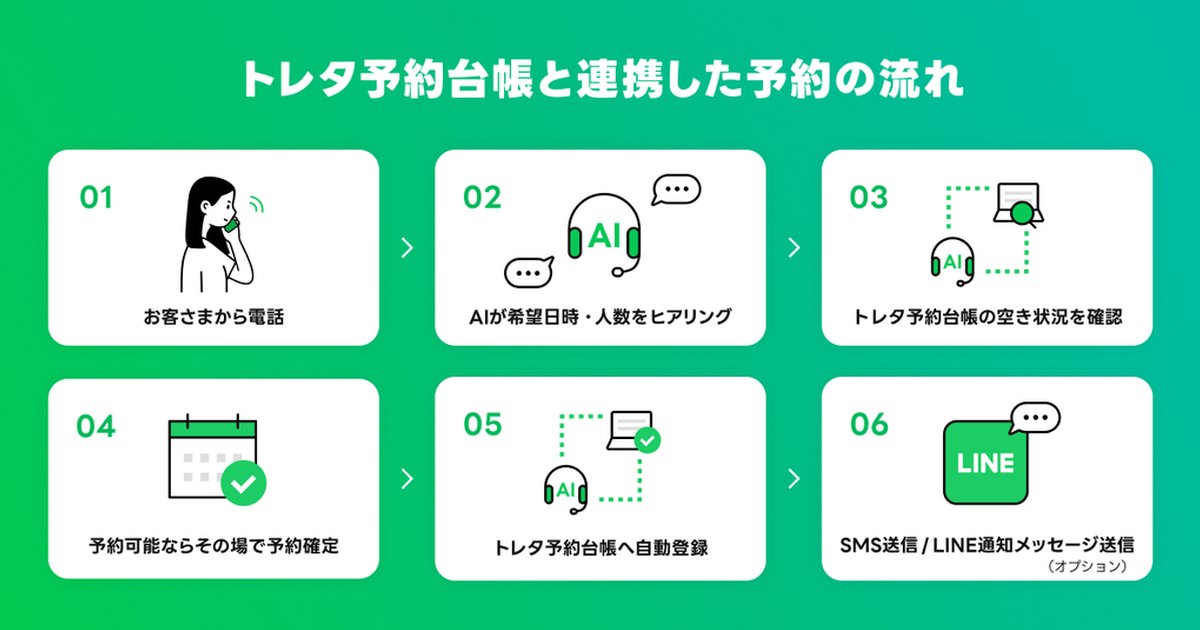 トレタ予約台帳と連携した予約の流れ
01
お客さまから電話
02
AI
AIが希望日時・人数をヒアリング
03
AI
トレタ予約台帳の空き状況を確認
04
予約可能ならその場で予約確定
05
AI
トレタ予約台帳へ自動登録
06
LINE
SMS送信 / LINE通知メッセージ送信
（オプション）